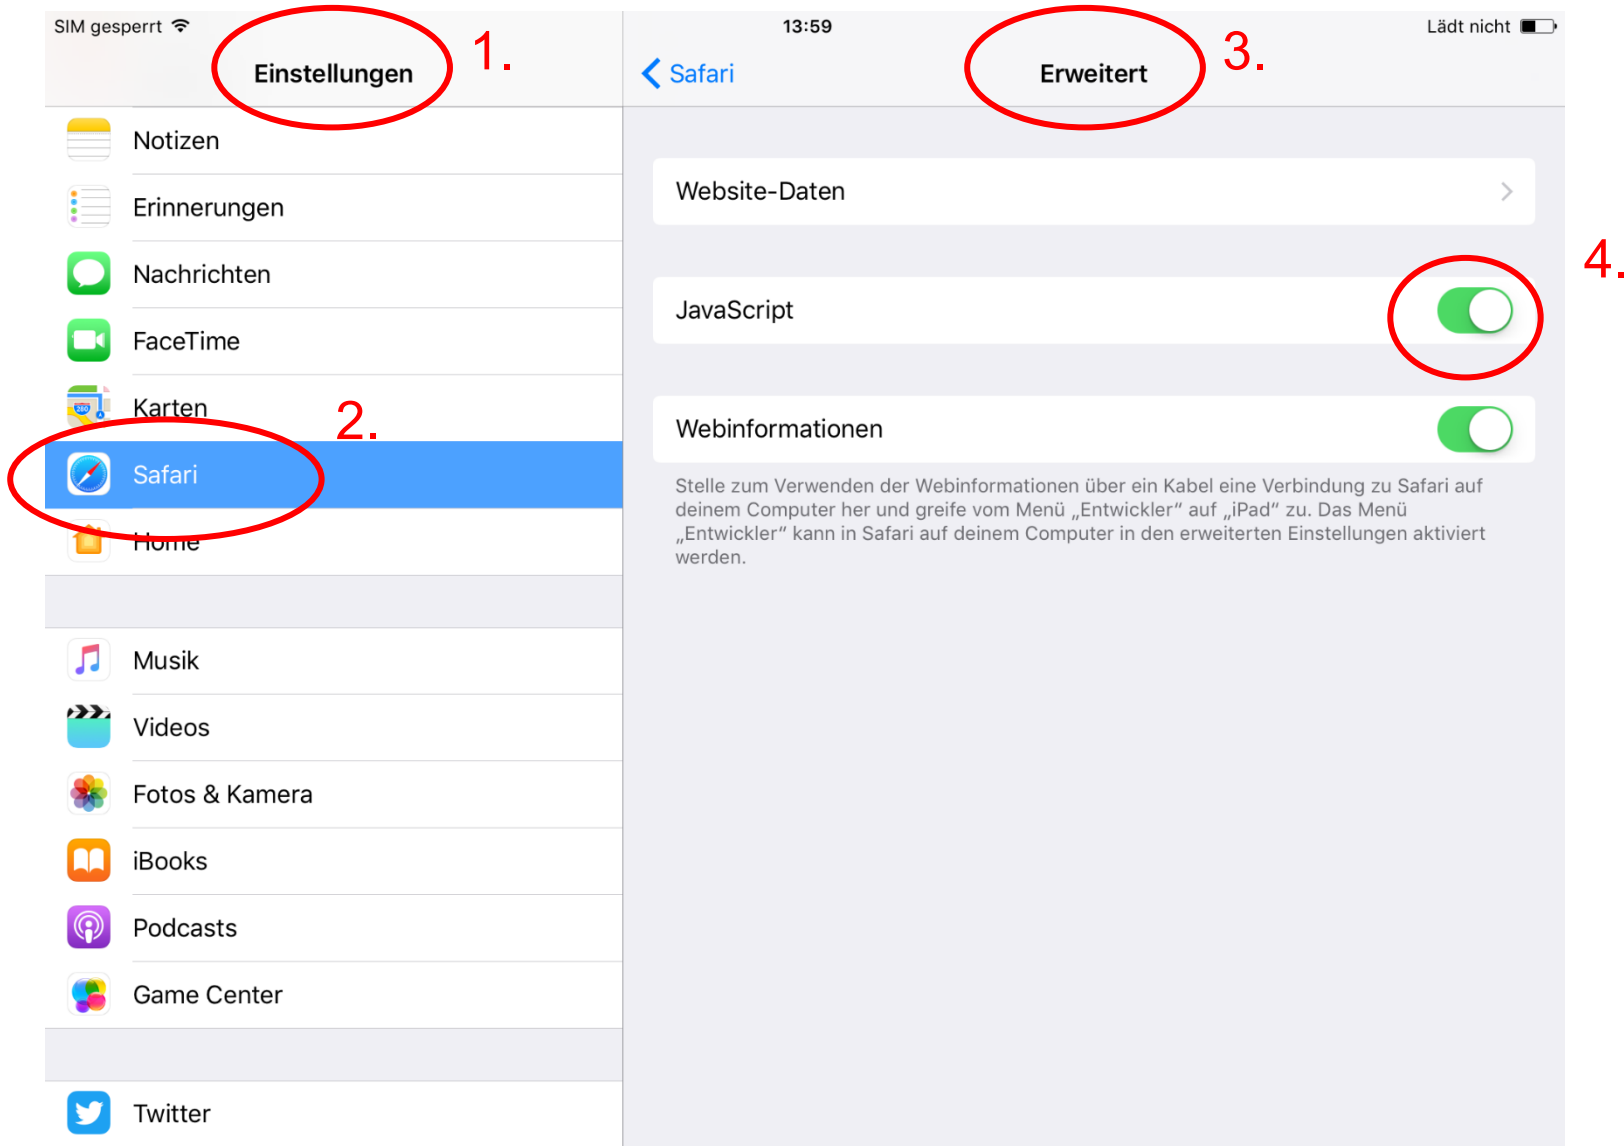 SIM gesperrt
13:59
Lädt nicht
Einstellungen
1.
Safari
Erweitert
3.
Notizen
Erinnerungen
Nachrichten
FaceTime
Karten
2.
Safari
Home
Musik
Videos
Fotos & Kamera
iBooks
Podcasts
Game Center
Twitter
Website-Daten
4.
JavaScript
Webinformationen
Stelle zum Verwenden der Webinformationen über ein Kabel eine Verbindung zu Safari auf
deinem Computer her und greife vom Menü „Entwickler“ auf „iPad“ zu. Das Menü
„Entwickler“ kann in Safari auf deinem Computer in den erweiterten Einstellungen aktiviert
werden.